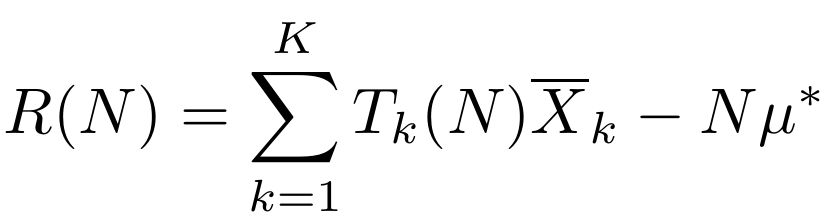 R(N) = \sum_{k=1}^{K} T_k(N) \overline{X}_k - N\mu^*